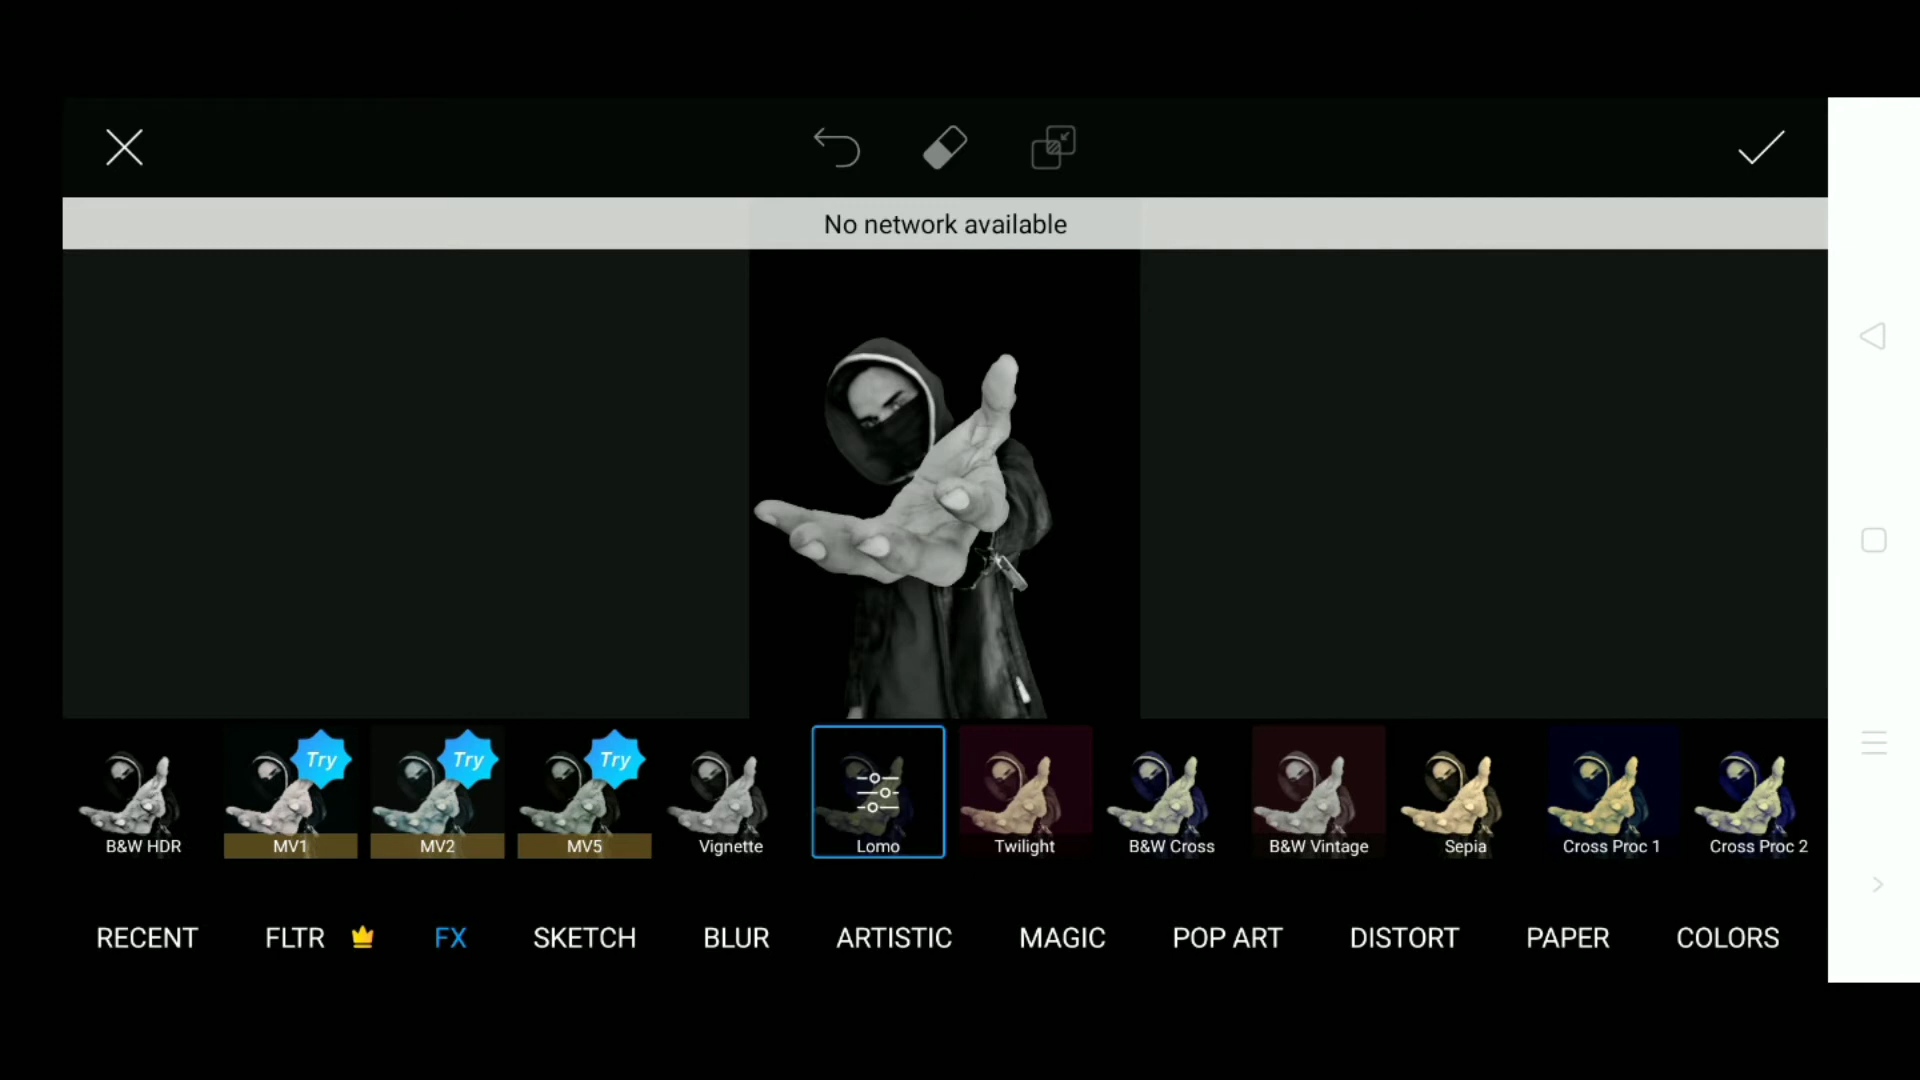 No network available
Try
Try
Try
B&W HDR
MV1
MV2
MV5
Vignette
Lomo
Twilight
B&W Cross
B&W Vintage
Sepia
Cross Proc 1
Cross Proc 2
RECENT
FLTR
FX
SKETCH
BLUR
ARTISTIC
MAGIC
POP ART
DISTORT
PAPER
COLORS